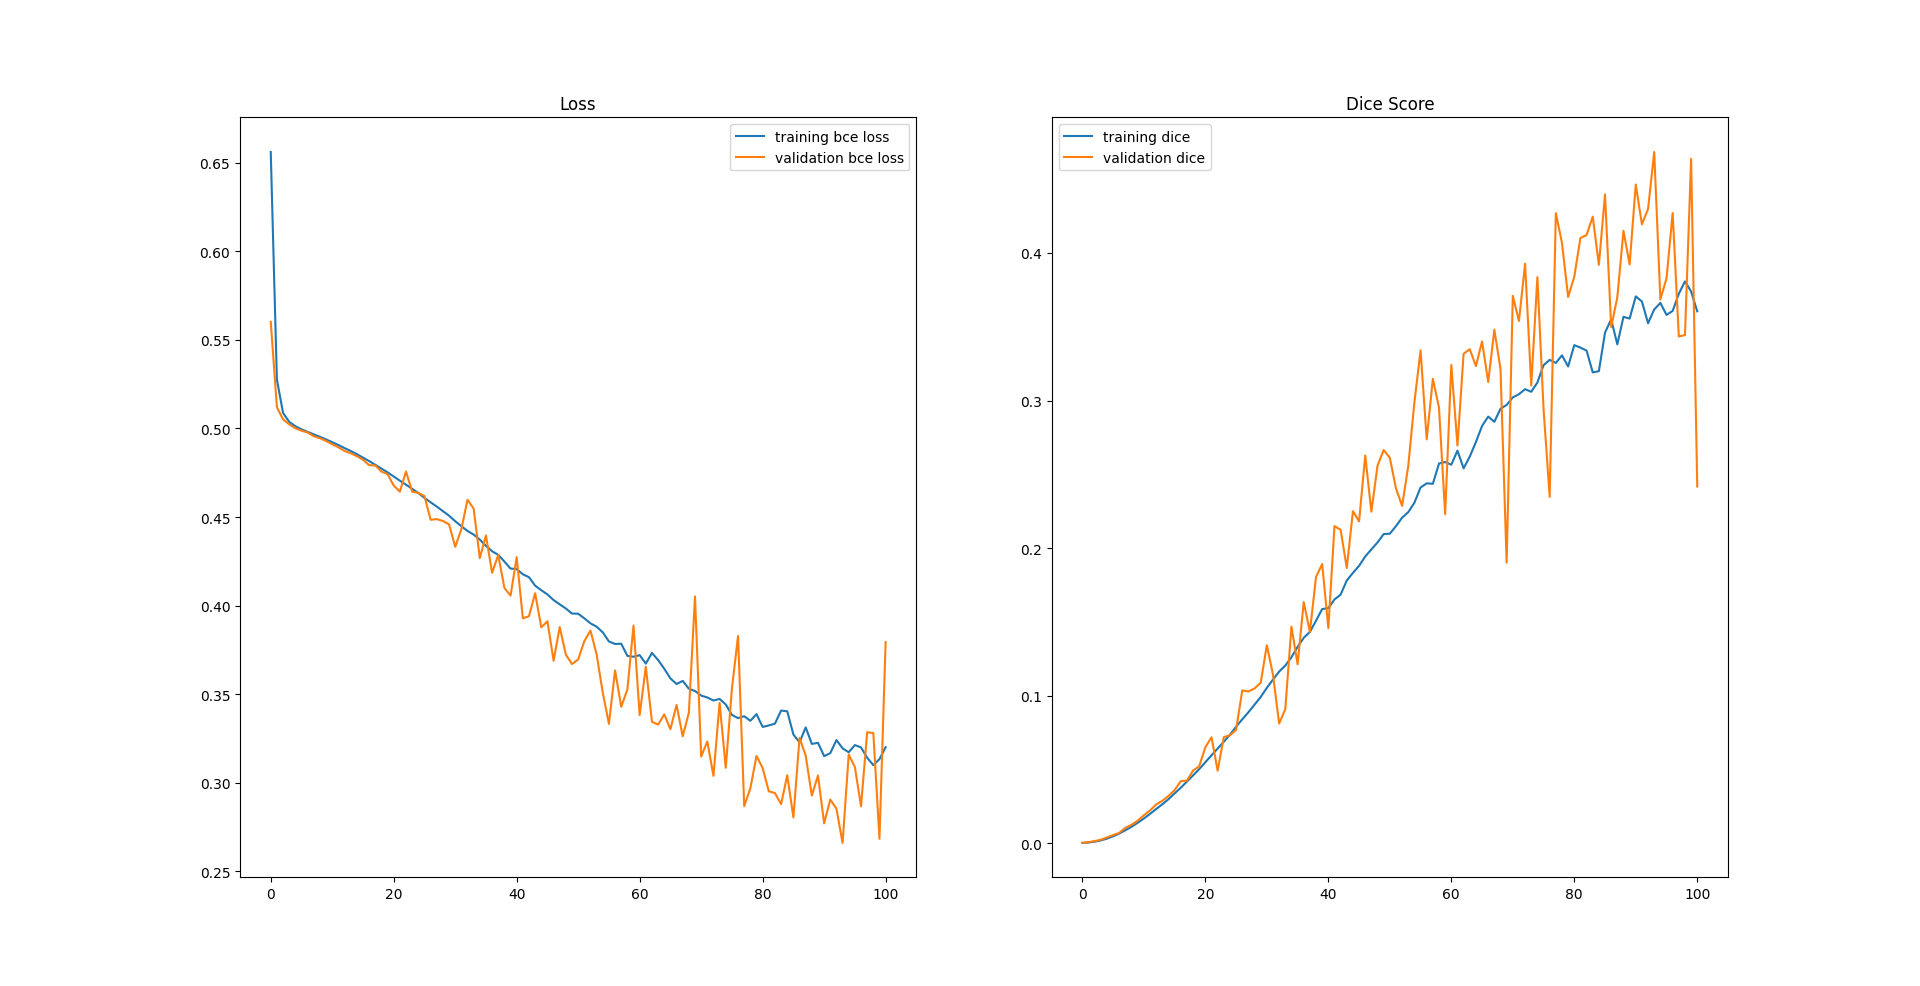 Loss
training bce loss
validation bce loss
0.65
0.60
0.55
0.50
0.45
0.40
0.35
0.30
0.25
0 20 40 60 80 100
Dice Score
training dice
validation dice
0.4
0.3
0.2
0.1
0.0
0 20 40 60 80 100